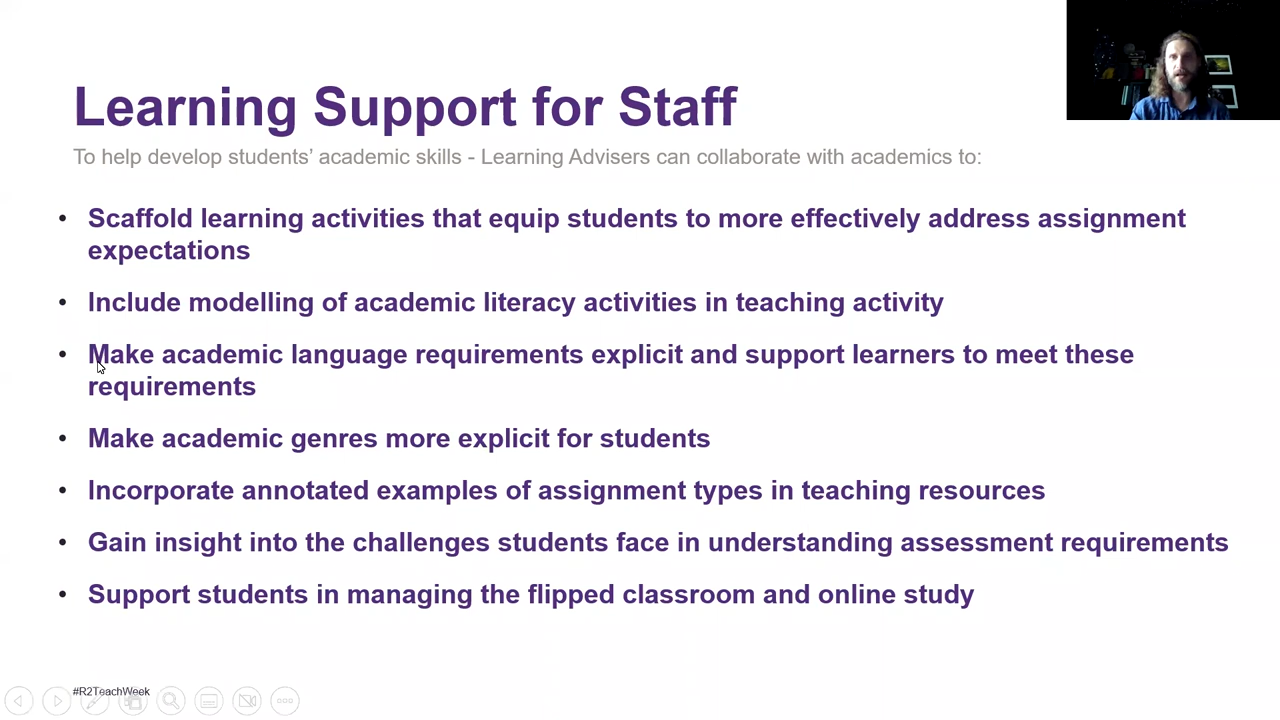 Learning Support for Staff
To help develop students’ academic skills - Learning Advisers can collaborate with academics to:
• Scaffold learning activities that equip students to more effectively address assignment
expectations
• Include modelling of academic literacy activities in teaching activity
• Make academic language requirements explicit and support learners to meet these
requirements
• Make academic genres more explicit for students
• Incorporate annotated examples of assignment types in teaching resources
• Gain insight into the challenges students face in understanding assessment requirements
• Support students in managing the flipped classroom and online study
#R2TeachWeek